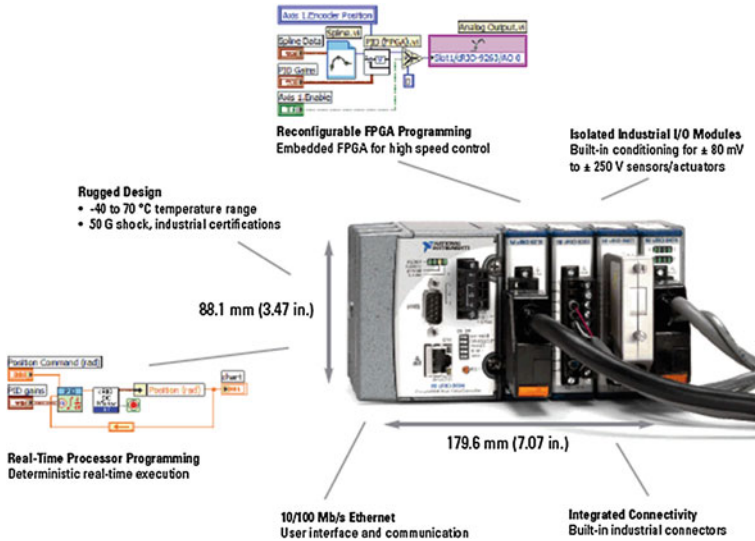 Axis 1.Encoder Position
Spline Data
Spline.vi
PID (FPGA).vi
Analog Output.vi
PID Gains
Slot1/cRIO-9263/AO 0
Axis 1.Enable
Reconfigurable FPGA Programming
Embedded FPGA for high speed control
Isolated Industrial I/O Modules
Built-in conditioning for ± 80 mV
to ± 250 V sensors/actuators
Rugged Design
• -40 to 70 °C temperature range
• 50 G shock, industrial certifications
NATIONAL
INSTRUMENTS
88.1 mm (3.47 in.)
Position Command (rad)
PID gains
Position (rad)
chart
179.6 mm (7.07 in.)
Real-Time Processor Programming
Deterministic real-time execution
10/100 Mb/s Ethernet
User interface and communication
Integrated Connectivity
Built-in industrial connectors